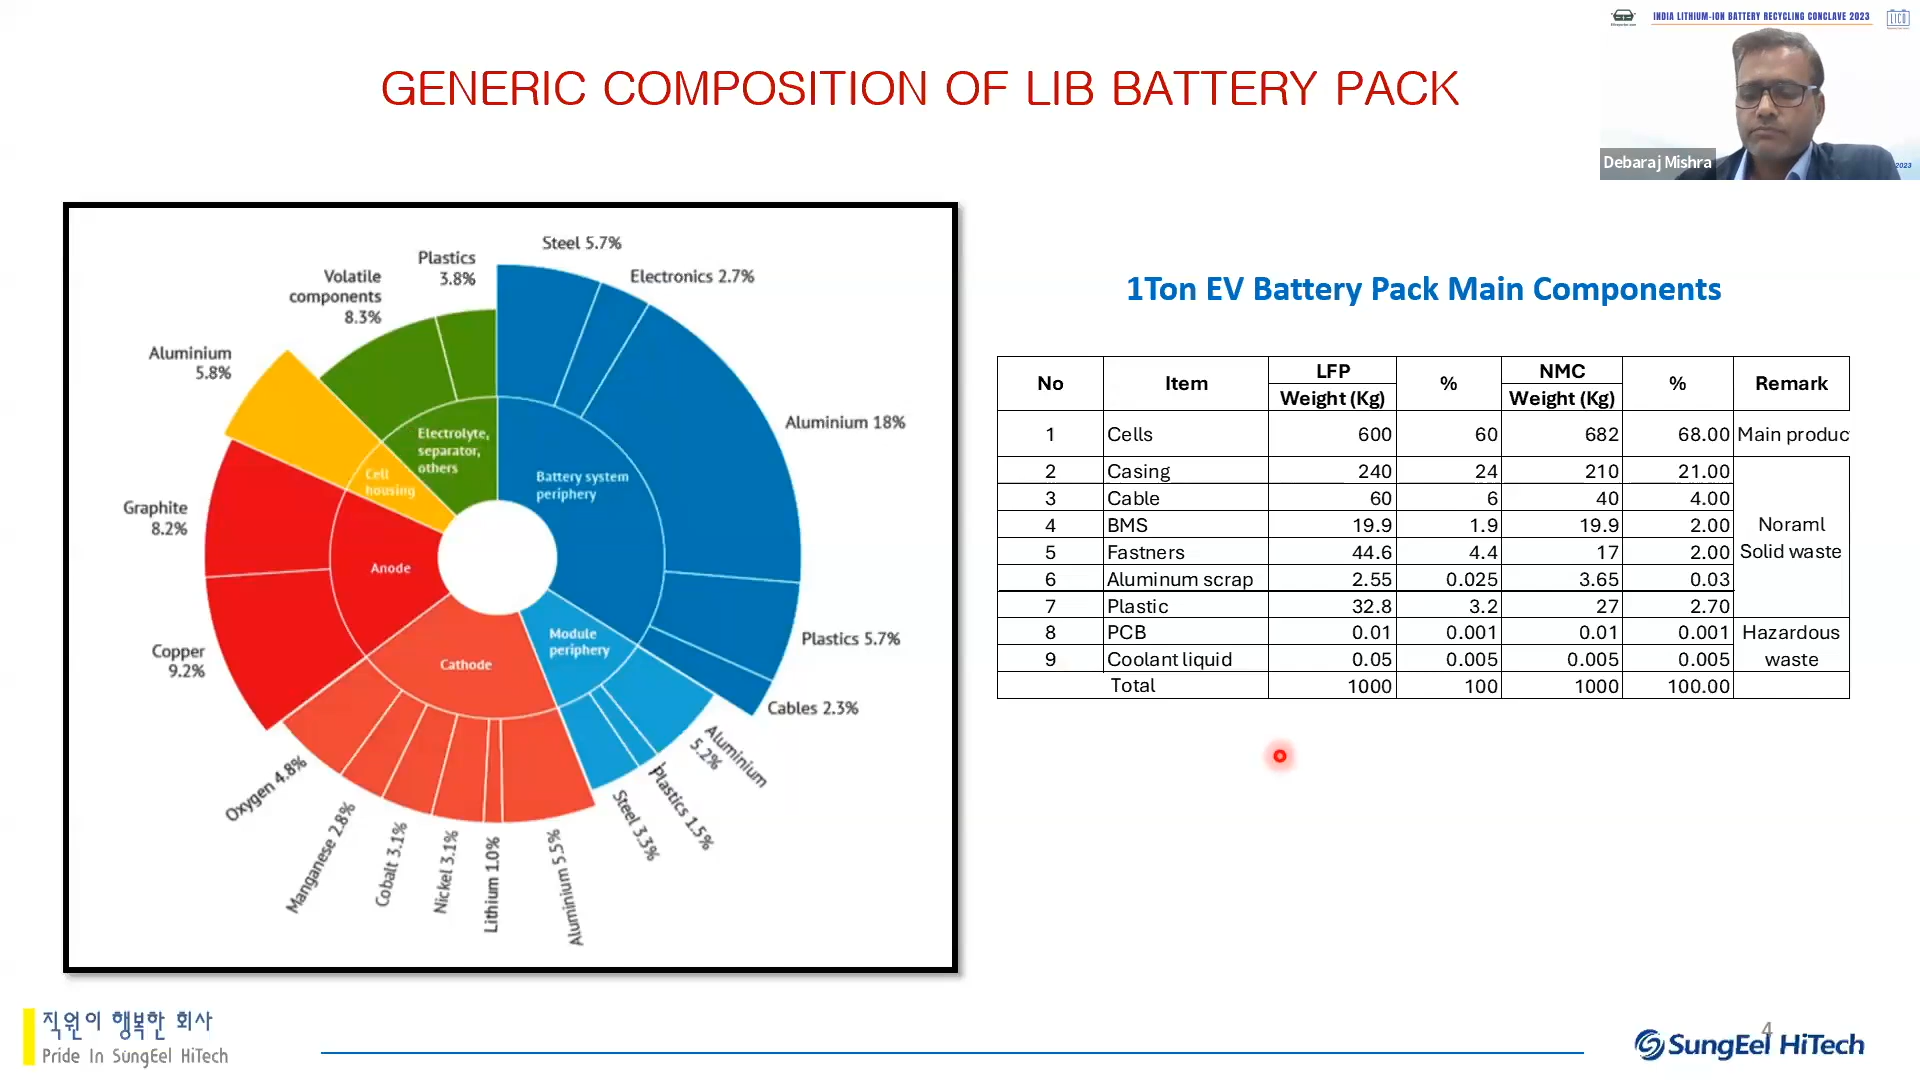 INDIA LITHIUM-ION BATTERY RECYCLING CONCLAVE 2023
LICO
GENERIC COMPOSITION OF LIB BATTERY PACK
Debaraj Mishra
2023
Steel 5.7%
Electronics 2.7%
Aluminium 18%
Plastics 5.7%
Cables 2.3%
Aluminium
5.2%
Plastics 1.5%
Steel 3.3%
Aluminium 5.5%
Lithium 1.0%
Nickel 3.1%
Cobalt 3.1%
Manganese 2.8%
Oxygen 4.8%
Copper
9.2%
Graphite
8.2%
Aluminium
5.8%
Volatile
components
8.3%
Plastics
3.8%
Electrolyte,
separator,
others
Cell
housing
Battery system
periphery
Anode
Cathode
Module
periphery
1Ton EV Battery Pack Main Components
No Item LFP % NMC % Remark
Weight (Kg) Weight (Kg)
1 Cells 600 60 682 68.00 Main produc
2 Casing 240 24 210 21.00
3 Cable 60 6 40 4.00
4 BMS 19.9 1.9 19.9 2.00 Noraml
5 Fastners 44.6 4.4 17 2.00 Solid waste
6 Aluminum scrap 2.55 0.025 3.65 0.03
7 Plastic 32.8 3.2 27 2.70
8 PCB 0.01 0.001 0.01 0.001 Hazardous
9 Coolant liquid 0.05 0.005 0.005 0.005 waste
Total 1000 100 1000 100.00
직원이 행복한 회사
Pride In SungEel HiTech
4
SungEel HiTech